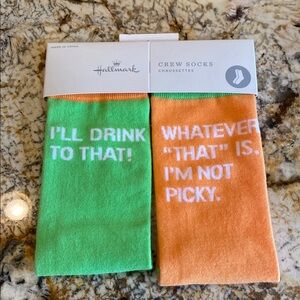 Hallmark
CREW SOCKS
CHAUSSETTES
I'LL DRINK
TO THAT!
WHATEVER
"THAT" IS.
I'M NOT
PICKY.